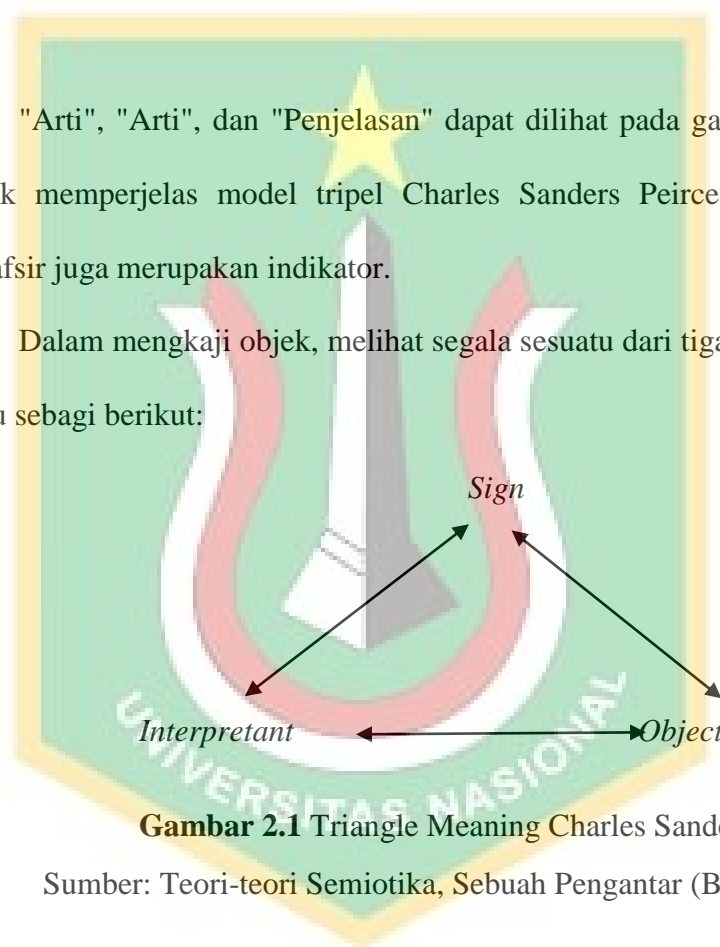 "Arti", "Arti", dan "Penjelasan" dapat dilihat pada ga
k memperjelas model tripel Charles Sanders Peirce
afsir juga merupakan indikator.
Dalam mengkaji objek, melihat segala sesuatu dari tiga
u sebagi berikut:
Sign
Interpretant
Object
UNIVERSITAS NASIONAL
Gambar 2.1 Triangle Meaning Charles Sand
Sumber: Teori-teori Semiotika, Sebuah Pengantar (B